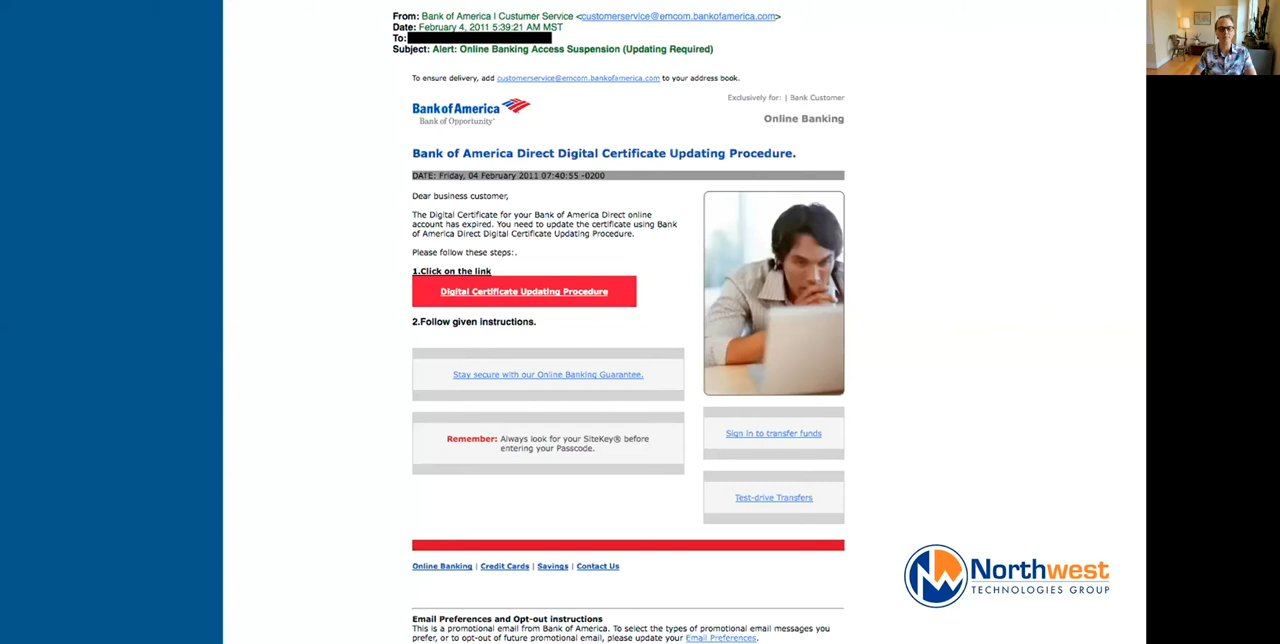 From: Bank of America | Custumer Service <customerservice@emcom.bankofamerica.com>
Date: February 4, 2011 5:39:21 AM MST
To:
Subject: Alert: Online Banking Access Suspension (Updating Required)
To ensure delivery, add customerservice@emcom.bankofamerica.com to your address book.
Exclusively for: | Bank Customer
Bank of America
Bank of Opportunity
Online Banking
Bank of America Direct Digital Certificate Updating Procedure.
DATE: Friday, 04 February 2011 07:40:55 -0200
Dear business customer,
The Digital Certificate for your Bank of America Direct online
account has expired. You need to update the certificate using Bank
of America Direct Digital Certificate Updating Procedure.
Please follow these steps:.
1.Click on the link
Digital Certificate Updating Procedure
2.Follow given instructions.
Stay secure with our Online Banking Guarantee.
Remember: Always look for your SiteKey® before
entering your Passcode.
Sign In to transfer funds
Test-drive Transfers
Online Banking | Credit Cards | Savings | Contact Us
Northwest
TECHNOLOGIES GROUP
Email Preferences and Opt-out instructions
This is a promotional email from Bank of America. To select the types of promotional email messages you
prefer, or to opt-out of future promotional email, please update your Email Preferences.